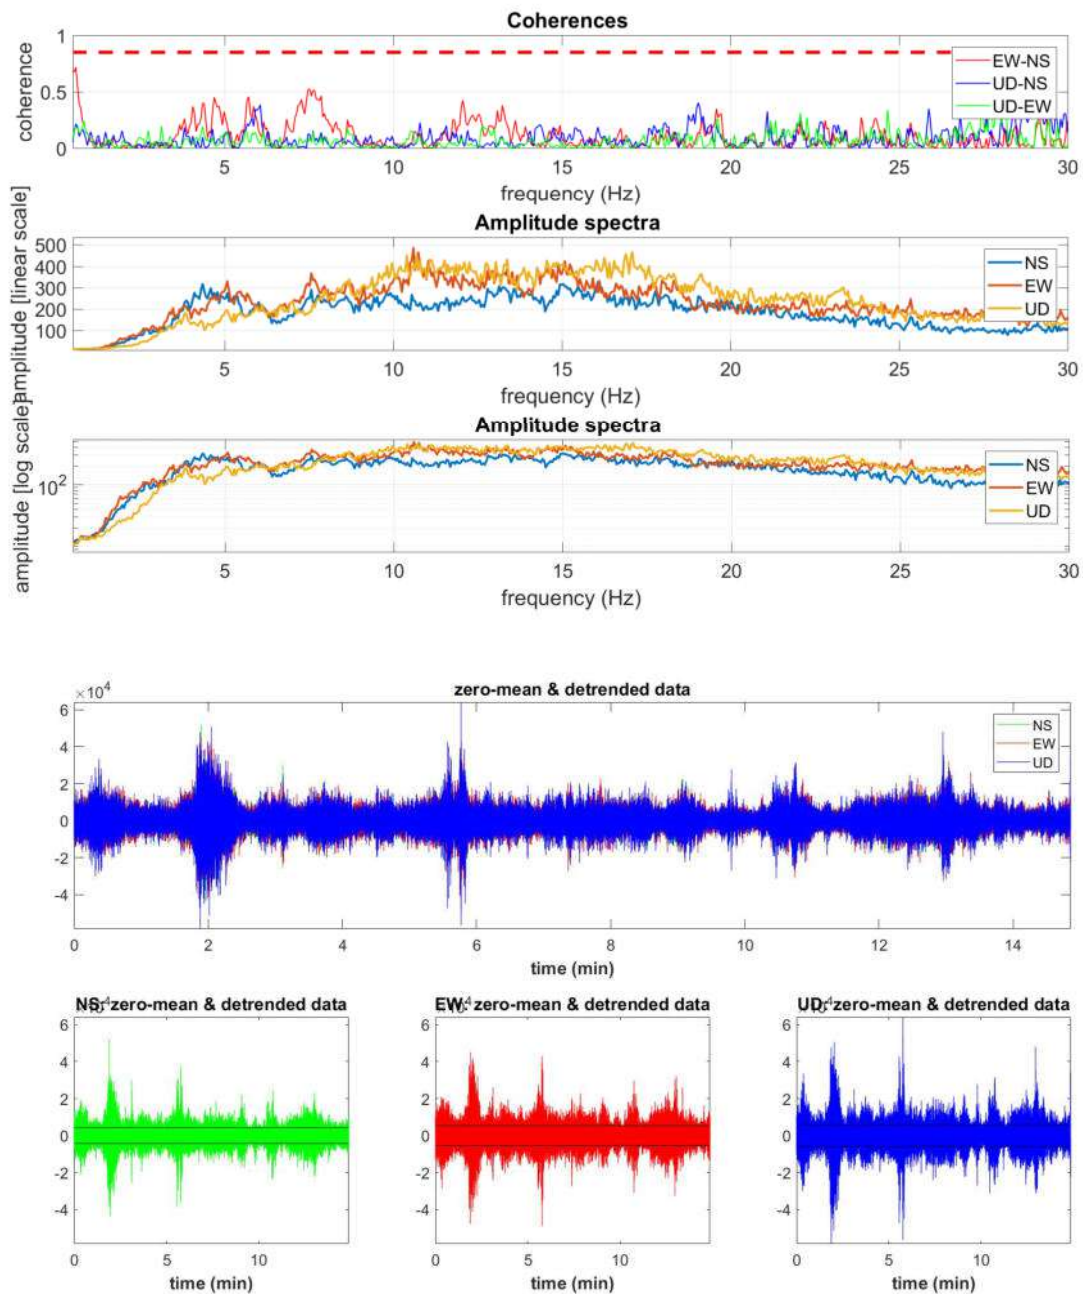 Coherences
1
0.5
0
coherence
EW-NS
UD-NS
UD-EW
5 10 15 20 25 30
frequency (Hz)
Amplitude spectra
500
400
300
200
100
amplitude [linear scale]
NS
EW
UD
5 10 15 20 25 30
frequency (Hz)
Amplitude spectra
10²
amplitude [log scale]
NS
EW
UD
5 10 15 20 25 30
frequency (Hz)
zero-mean & detrended data
×10⁴
6
4
2
0
-2
-4
NS
EW
UD
0 2 4 6 8 10 12 14
time (min)
NS: zero-mean & detrended data
6
4
2
0
-2
-4
0 5 10
time (min)
EW: zero-mean & detrended data
6
4
2
0
-2
-4
0 5 10
time (min)
UD: zero-mean & detrended data
6
4
2
0
-2
-4
0 5 10
time (min)